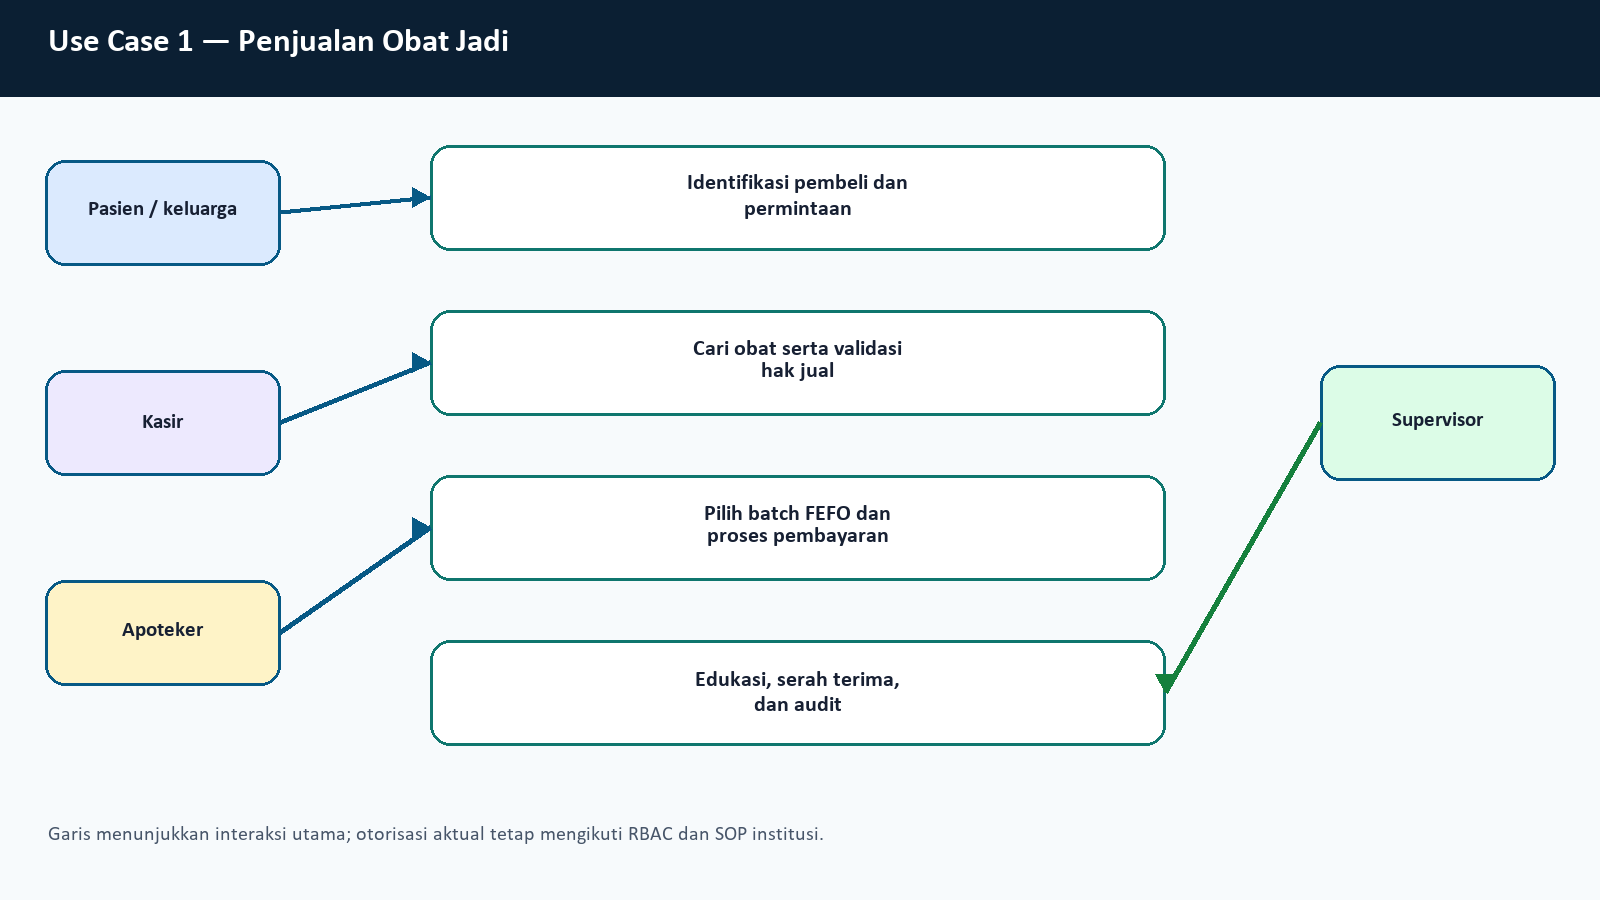 Use Case 1 — Penjualan Obat Jadi
Pasien / keluarga
Identifikasi pembeli dan
permintaan
Kasir
Cari obat serta validasi
hak jual
Supervisor
Apoteker
Pilih batch FEFO dan
proses pembayaran
Edukasi, serah terima,
dan audit
Garis menunjukkan interaksi utama; otorisasi aktual tetap mengikuti RBAC dan SOP institusi.